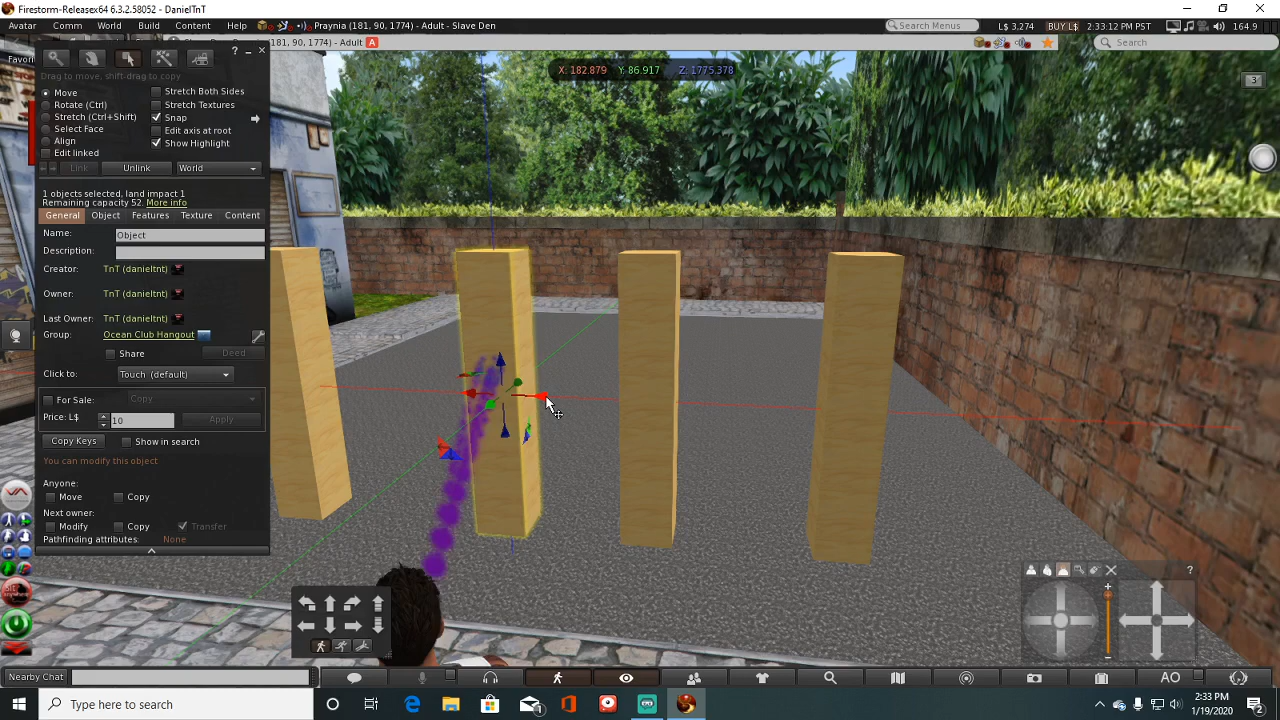 Firestorm-Releasex64 6.3.2.58052 - DanielTnT
Avatar Comm World Build Content Help Praynia (181, 90, 1774) - Adult - Slave Den Search Menus L$ 3,274 BUY L$ 2:33:12 PM PST 164.9
(181, 90, 1774) - Adult A Search
Favori
Drag to move, shift-drag to copy
X: 182.879 Y: 86.917 Z: 1775.378
3
Move
Rotate (Ctrl)
Stretch (Ctrl+Shift)
Select Face
Align
Edit linked
Stretch Both Sides
Stretch Textures
Snap
Edit axis at root
Show Highlight
Link Unlink World
1 objects selected, land impact 1
Remaining capacity 52. More info
General Object Features Texture Content
Name: Object
Description:
Creator: TnT (danieltnt)
Owner: TnT (danieltnt)
Last Owner: TnT (danieltnt)
Group: Ocean Club Hangout
Share Deed
Click to: Touch (default)
For Sale: Copy
Price: L$ 10 Apply
Copy Keys Show in search
You can modify this object
Anyone:
Move Copy
Next owner:
Modify Copy Transfer
Pathfinding attributes: None
?
Nearby Chat AO
Type here to search
2:33 PM
1/19/2020